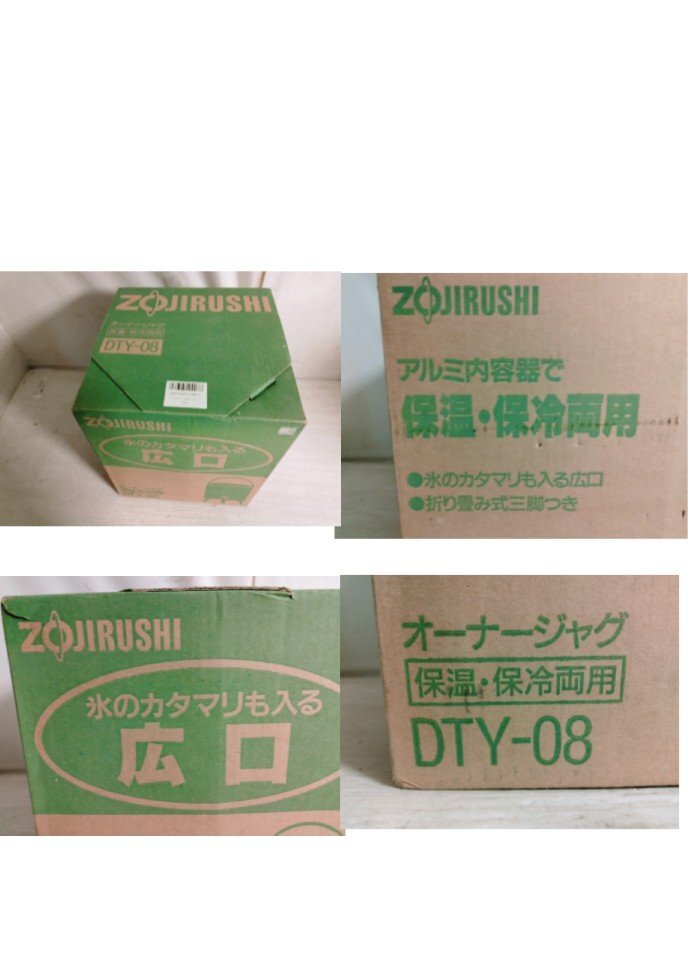 ZOJIRUSHI
オーナージャグ
保温・保冷両用
DTY-08
ZOJIRUSHI
氷のカタマリも入る
広口
DTY-08
ZOJIRUSHI
アルミ内容器で
保温・保冷両用
●氷のカタマリも入る広口
●折り畳み式三脚つき
ZOJIRUSHI
氷のカタマリも入る
広口
オーナージャグ
保温・保冷両用
DTY-08